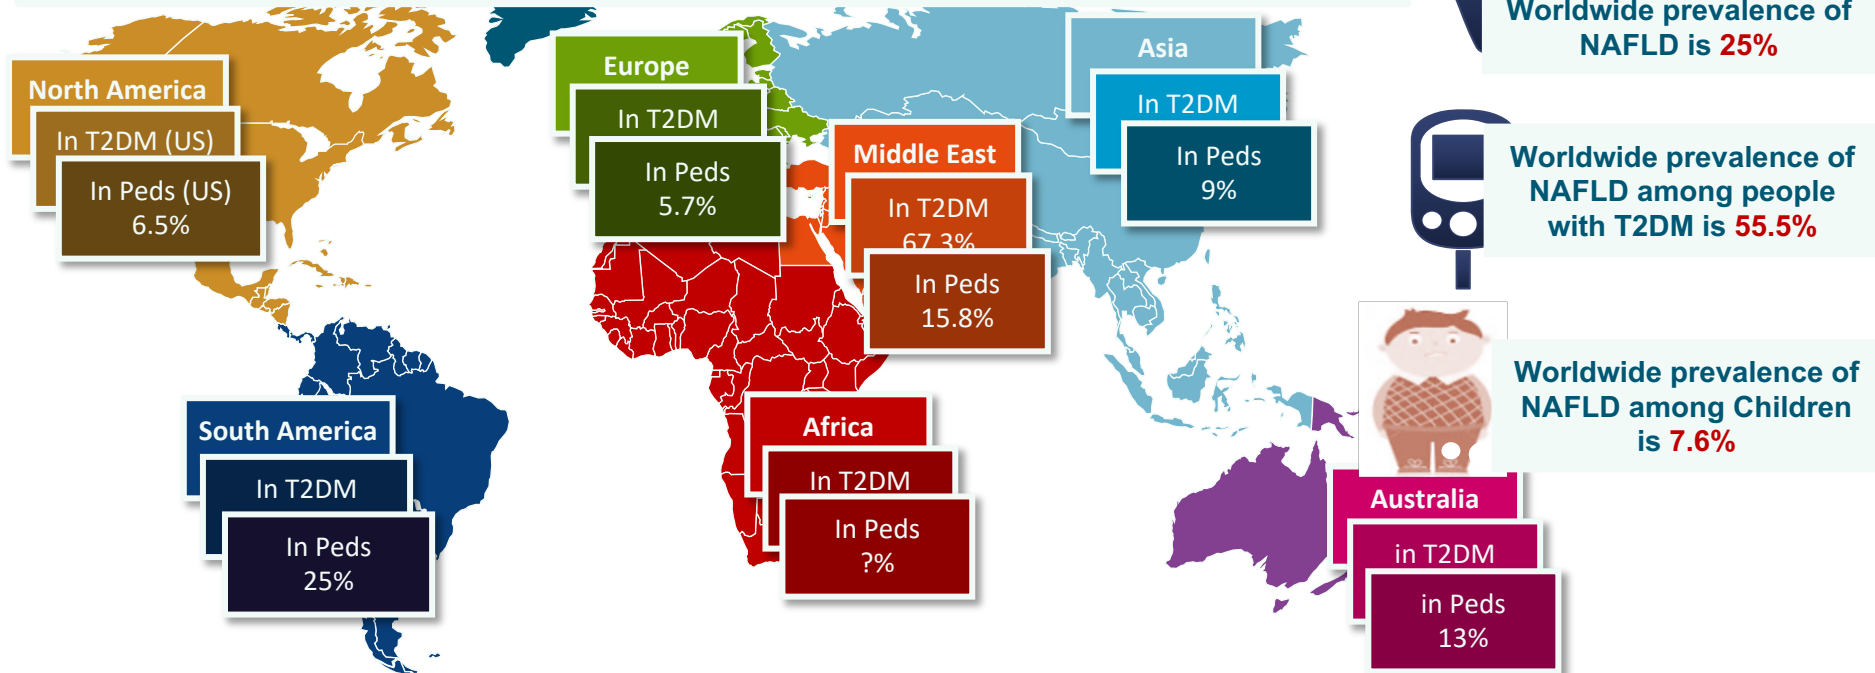 North America
In T2DM (US)
In Peds (US)
6.5%
Europe
In T2DM
In Peds
5.7%
Middle East
In T2DM
67.3%
In Peds
15.8%
Asia
In T2DM
In Peds
9%
South America
In T2DM
In Peds
25%
Africa
In T2DM
In Peds
?%
Australia
in T2DM
in Peds
13%
Worldwide prevalence of
NAFLD is 25%
Worldwide prevalence of
NAFLD among people
with T2DM is 55.5%
Worldwide prevalence of
NAFLD among Children
is 7.6%